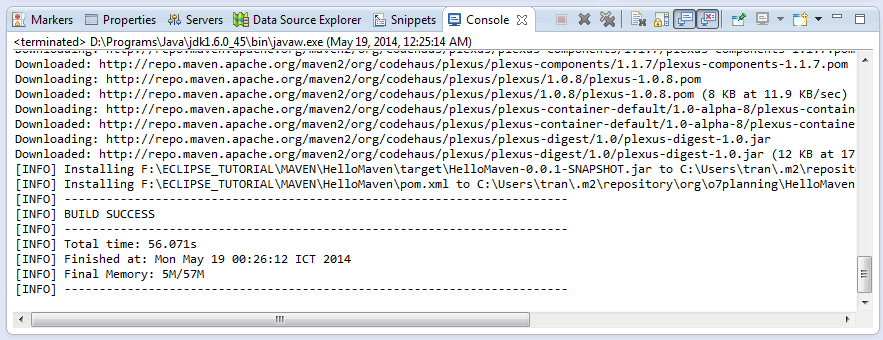 Markers Properties Servers Data Source Explorer Snippets Console
<terminated> D:\Programs\Java\jdk1.6.0_45\bin\javaw.exe (May 19, 2014, 12:25:14 AM)
Downloaded: http://repo.maven.apache.org/maven2/org/codehaus/plexus/plexus-components/1.1.7/plexus-components-1.1.7.pom
Downloading: http://repo.maven.apache.org/maven2/org/codehaus/plexus/plexus/1.0.8/plexus-1.0.8.pom
Downloaded: http://repo.maven.apache.org/maven2/org/codehaus/plexus/plexus/1.0.8/plexus-1.0.8.pom (8 KB at 11.9 KB/sec)
Downloading: http://repo.maven.apache.org/maven2/org/codehaus/plexus/plexus-container-default/1.0-alpha-8/plexus-contain
Downloaded: http://repo.maven.apache.org/maven2/org/codehaus/plexus/plexus-container-default/1.0-alpha-8/plexus-containe
Downloading: http://repo.maven.apache.org/maven2/org/codehaus/plexus/plexus-digest/1.0/plexus-digest-1.0.jar
Downloaded: http://repo.maven.apache.org/maven2/org/codehaus/plexus/plexus-digest/1.0/plexus-digest-1.0.jar (12 KB at 17
[INFO] Installing F:\ECLIPSE_TUTORIAL\MAVEN\HelloMaven\target\HelloMaven-0.0.1-SNAPSHOT.jar to C:\Users\tran\.m2\reposit
[INFO] Installing F:\ECLIPSE_TUTORIAL\MAVEN\HelloMaven\pom.xml to C:\Users\tran\.m2\repository\org\o7planning\HelloMaven
[INFO] ------------------------------------------------------------------------
[INFO] BUILD SUCCESS
[INFO] ------------------------------------------------------------------------
[INFO] Total time: 56.071s
[INFO] Finished at: Mon May 19 00:26:12 ICT 2014
[INFO] Final Memory: 5M/57M
[INFO] ------------------------------------------------------------------------